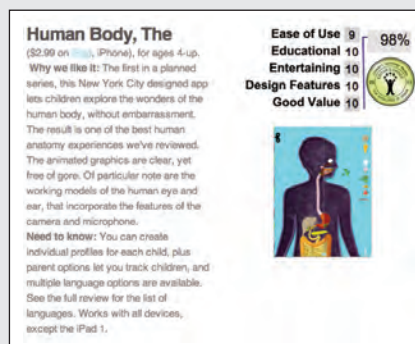 Human Body, The
($2.99 on iPad, iPhone), for ages 4-up.
Why we like it: The first in a planned
series, this New York City designed app
lets children explore the wonders of the
human body, without embarrassment.
The result is one of the best human
anatomy experiences we've reviewed.
The animated graphics are clear, yet
free of gore. Of particular note are the
working models of the human eye and
ear, that incorporate the features of the
camera and microphone.
Need to know: You can create
individual profiles for each child, plus
parent options let you track children, and
multiple language options are available.
See the full review for the list of
languages. Works with all devices,
except the iPad 1.
Ease of Use 9
Educational 10
Entertaining 10
Design Features 10
Good Value 10
98%